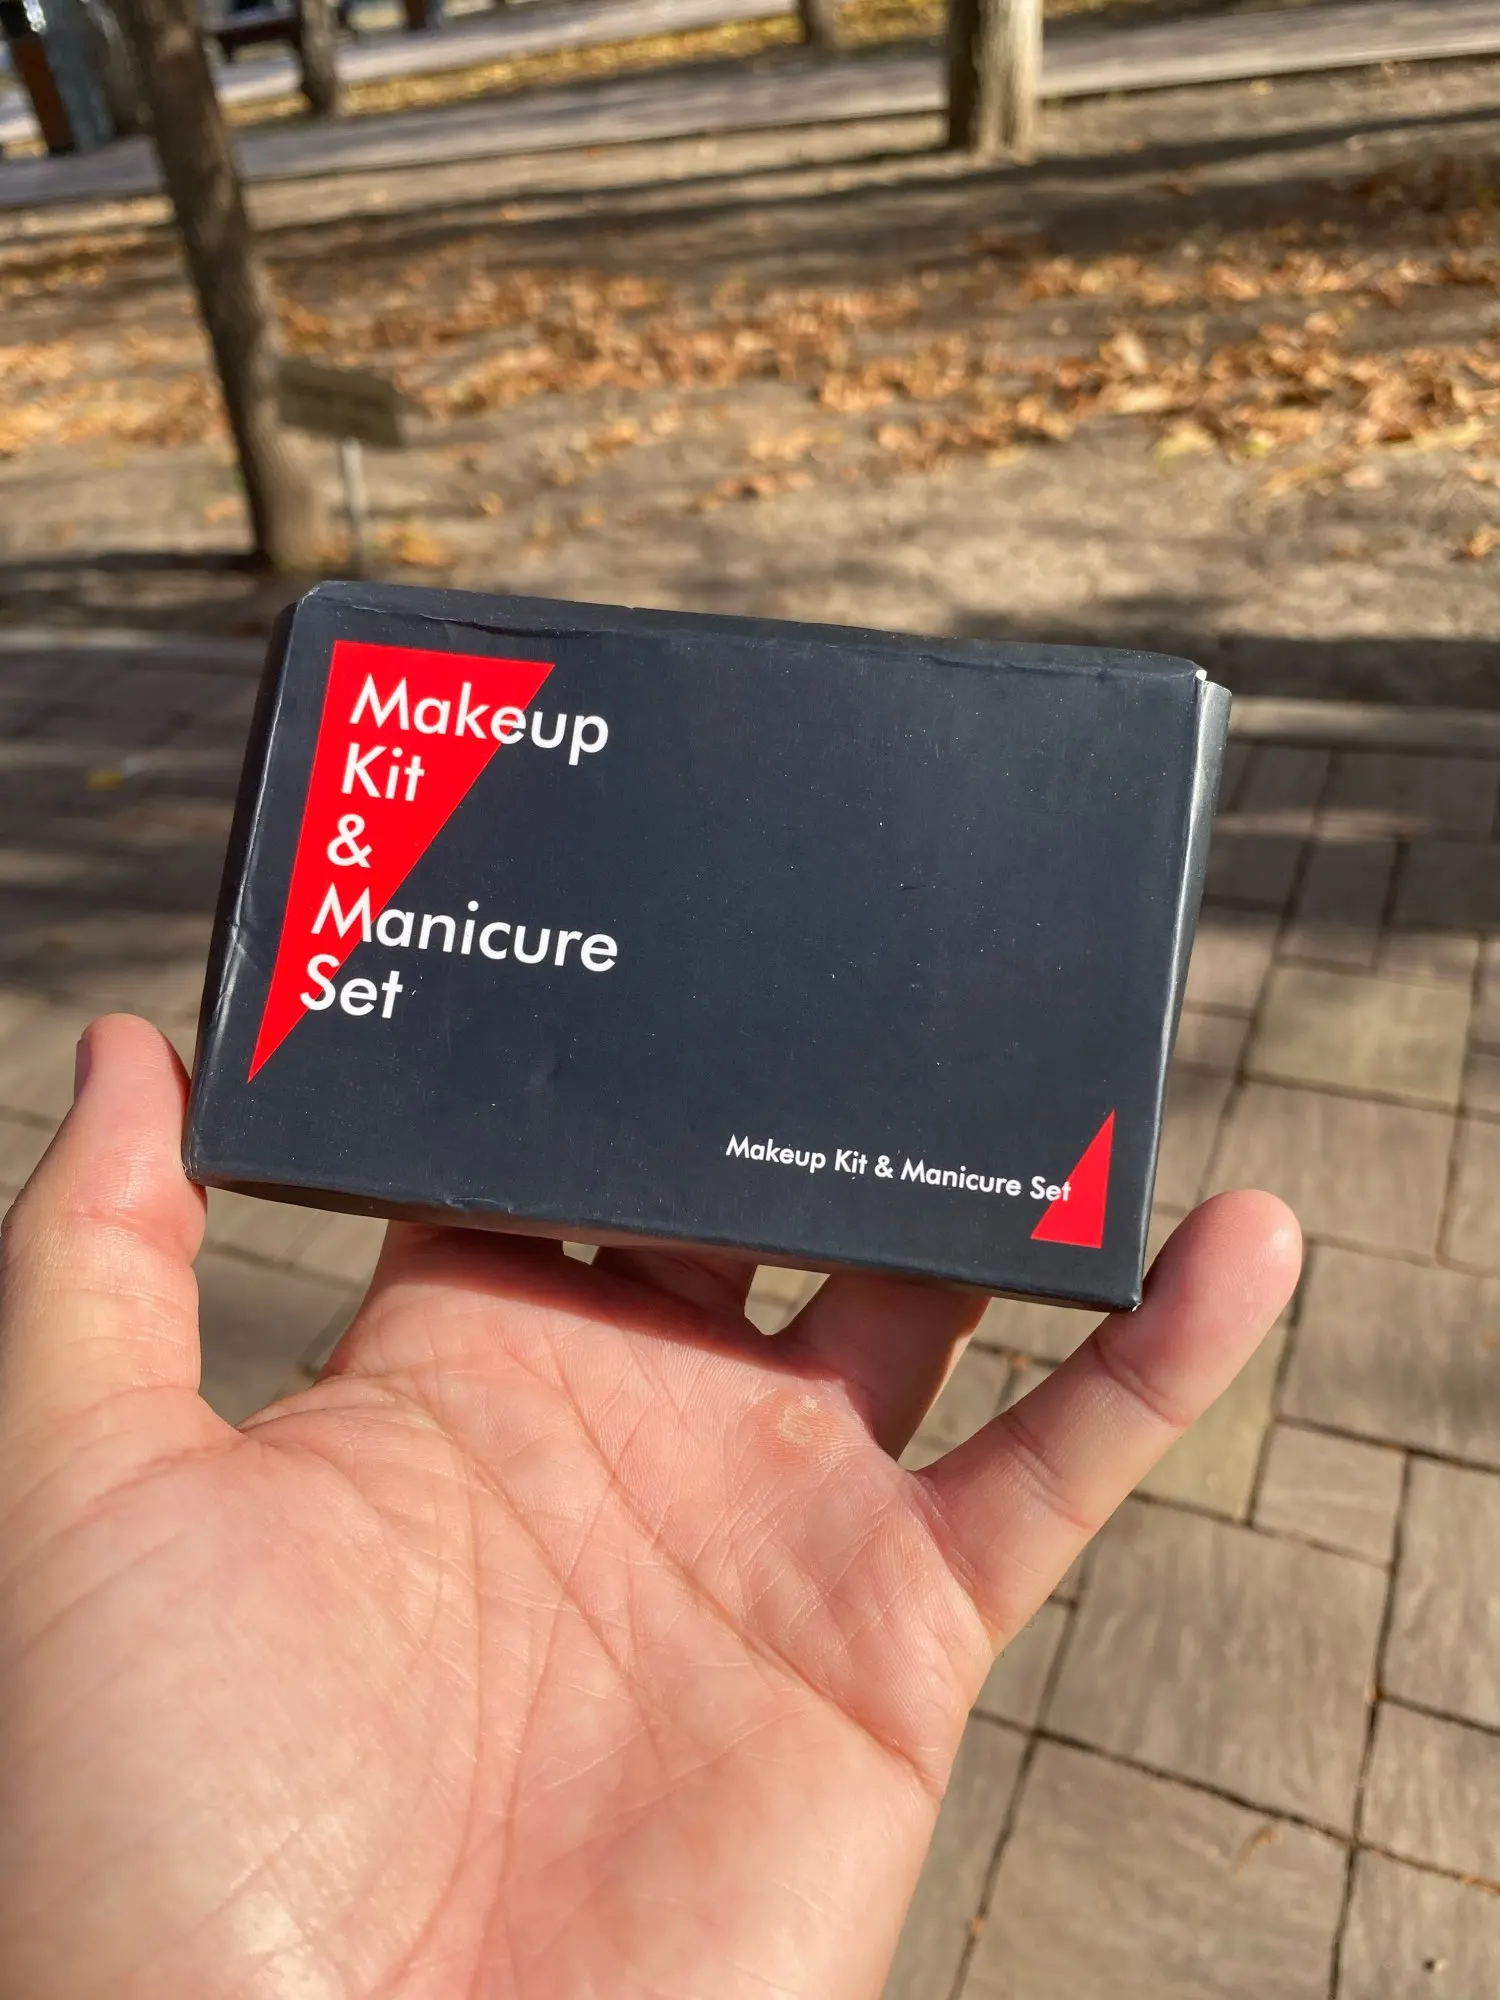 Makeup
Kit
&
Manicure
Set
Makeup Kit & Manicure Set